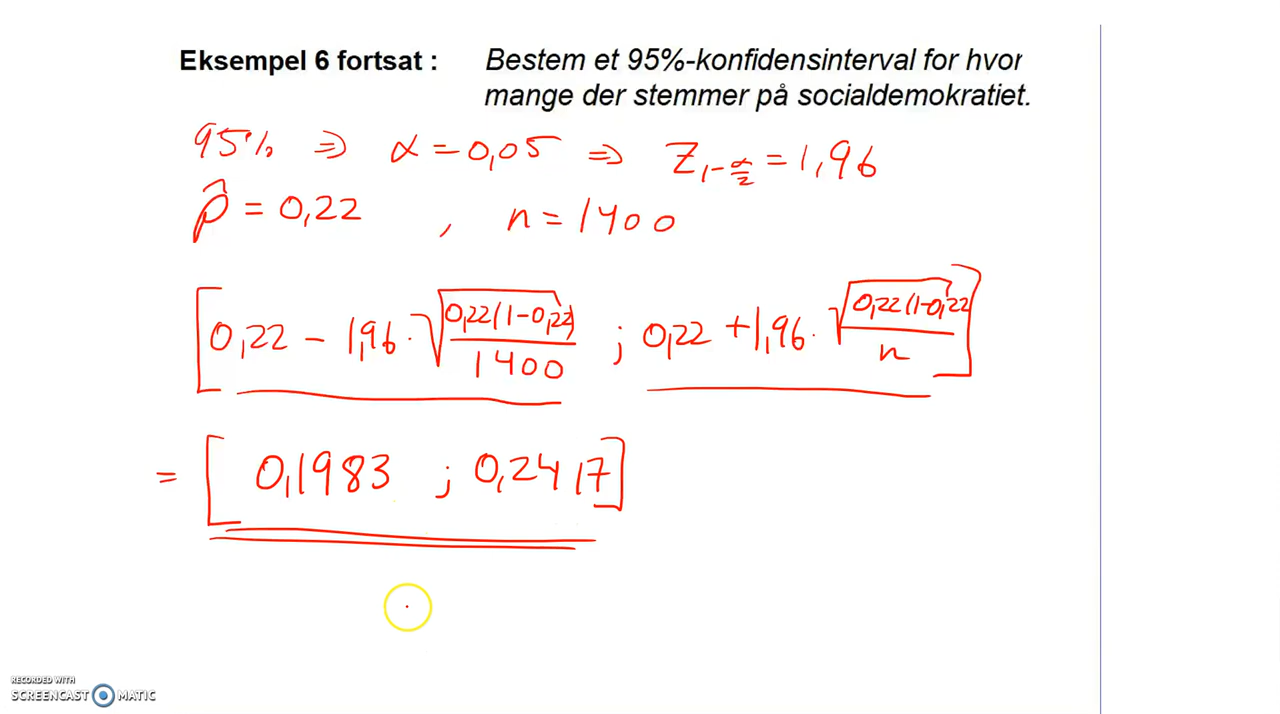 Eksempel 6 fortsat : Bestem et 95%-konfidensinterval for hvor
mange der stemmer på socialdemokratiet.
95% ⇒ α = 0,05 ⇒ Z₁₋α/₂ = 1,96
p̂ = 0,22 , n = 1400
[0,22 − 1,96 · √(0,22(1−0,22)/1400) ; 0,22 + 1,96 · √(0,22(1−0,22)/n)]
= [0,1983 ; 0,2417]
RECORDED WITH
SCREENCAST MATIC